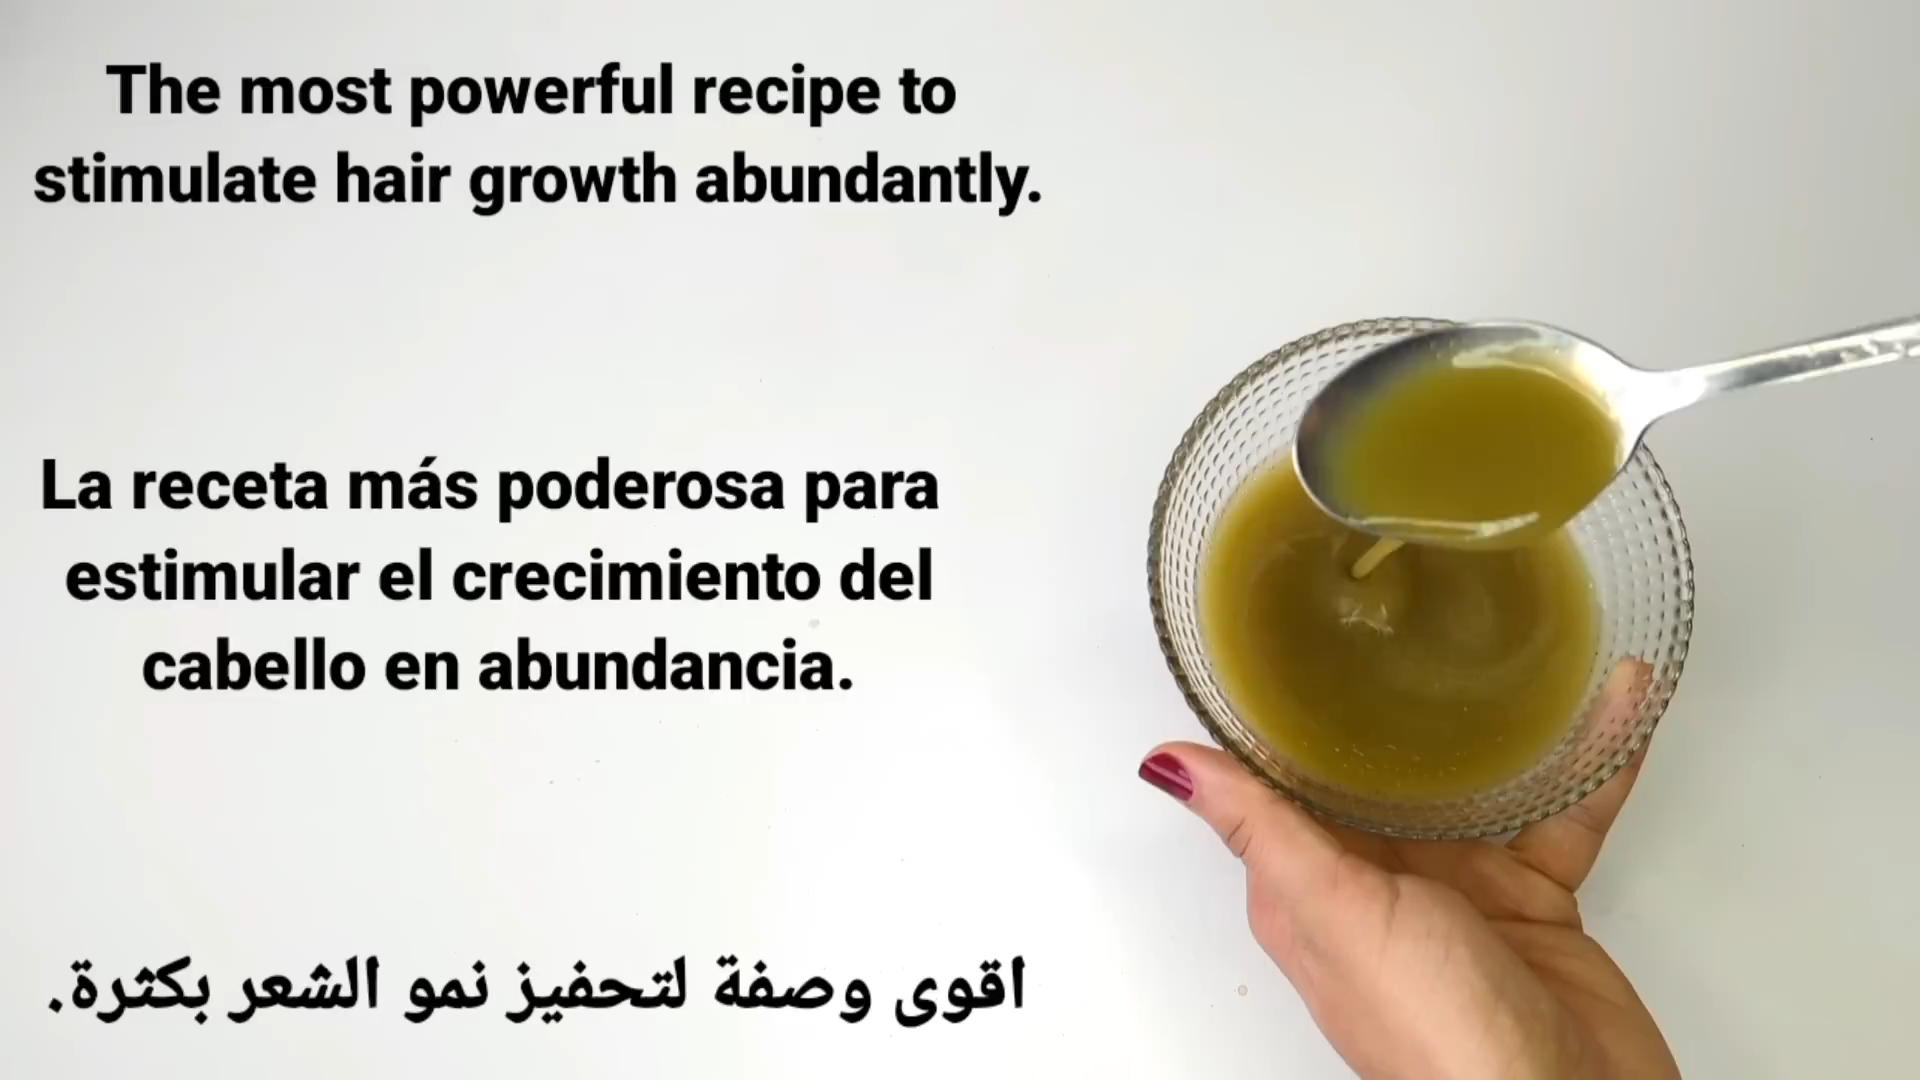 The most powerful recipe to
stimulate hair growth abundantly.
La receta más poderosa para
estimular el crecimiento del
cabello en abundancia.
اقوى وصفة لتحفيز نمو الشعر بكثرة.